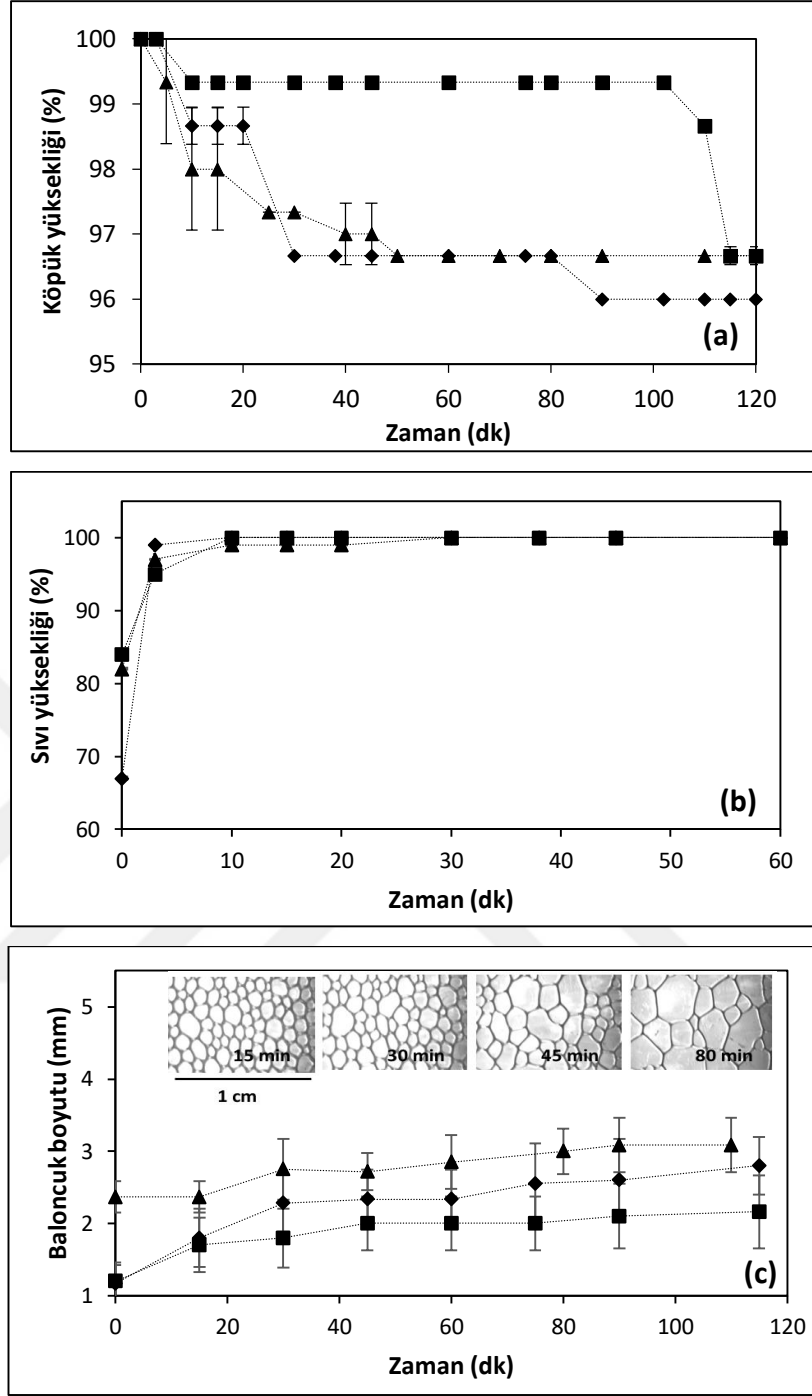 100
99
98
97
96
95
Köpük yüksekliği (%)
(a)
0 20 40 60 80 100 120
Zaman (dk)
100
90
80
70
60
Sıvı yüksekliği (%)
(b)
0 10 20 30 40 50 60
Zaman (dk)
5
4
3
2
1
Baloncuk boyutu (mm)
15 min 30 min 45 min 80 min
1 cm
(c)
0 20 40 60 80 100 120
Zaman (dk)